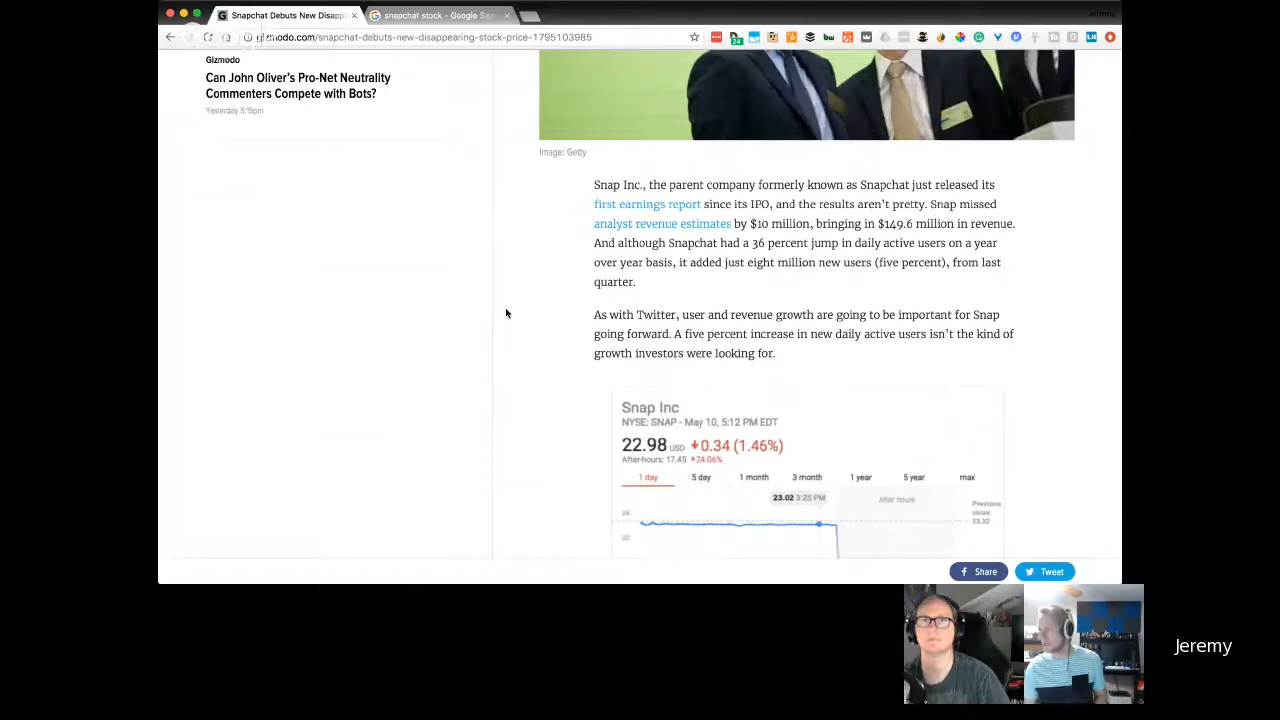 Snapchat Debuts New Disapp
snapchat stock - Google Sea
Jeremy
gizmodo.com/snapchat-debuts-new-disappearing-stock-price-1795103985
24
Gizmodo
Can John Oliver's Pro-Net Neutrality
Commenters Compete with Bots?
Yesterday 5:15pm
Image: Getty
Snap Inc., the parent company formerly known as Snapchat just released its
first earnings report since its IPO, and the results aren't pretty. Snap missed
analyst revenue estimates by $10 million, bringing in $149.6 million in revenue.
And although Snapchat had a 36 percent jump in daily active users on a year
over year basis, it added just eight million new users (five percent), from last
quarter.
As with Twitter, user and revenue growth are going to be important for Snap
going forward. A five percent increase in new daily active users isn't the kind of
growth investors were looking for.
Snap Inc
NYSE: SNAP - May 10, 5:12 PM EDT
22.98 USD 0.34 (1.46%)
After-hours: 17.45 24.06%
1 day 5 day 1 month 3 month 1 year 5 year max
23.02 3:25 PM
After hours
Previous
close
23.32
24
22
Share Tweet
Jeremy